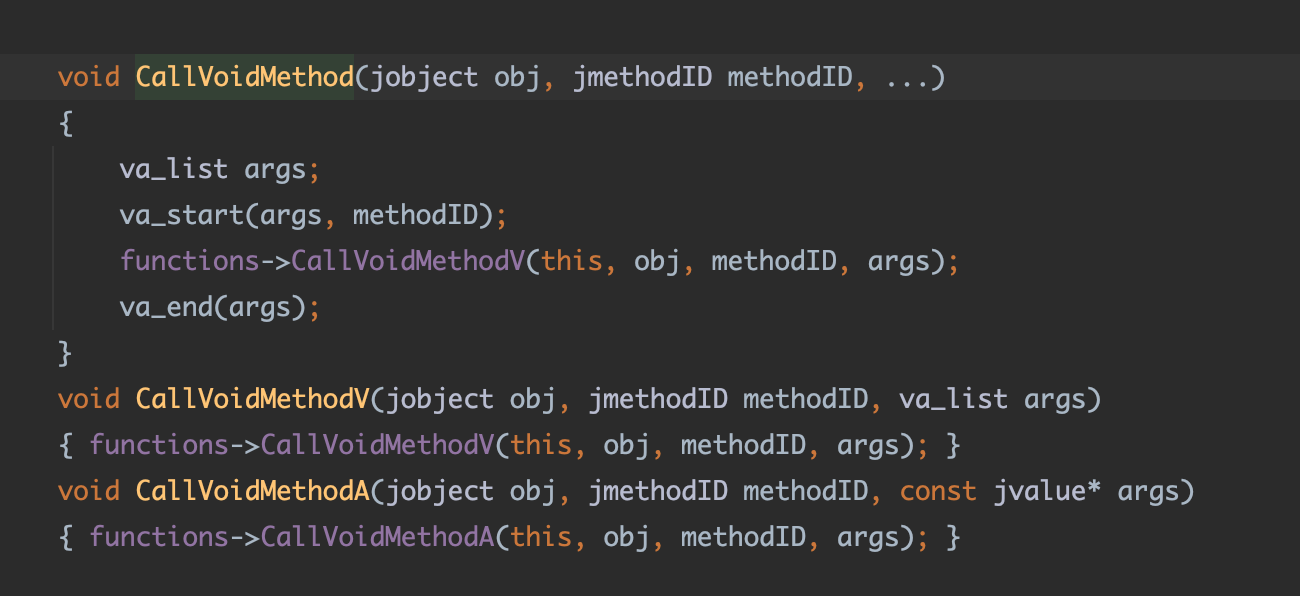 void CallVoidMethod(jobject obj, jmethodID methodID, ...)
{
    va_list args;
    va_start(args, methodID);
    functions->CallVoidMethodV(this, obj, methodID, args);
    va_end(args);
}
void CallVoidMethodV(jobject obj, jmethodID methodID, va_list args)
{ functions->CallVoidMethodV(this, obj, methodID, args); }
void CallVoidMethodA(jobject obj, jmethodID methodID, const jvalue* args)
{ functions->CallVoidMethodA(this, obj, methodID, args); }